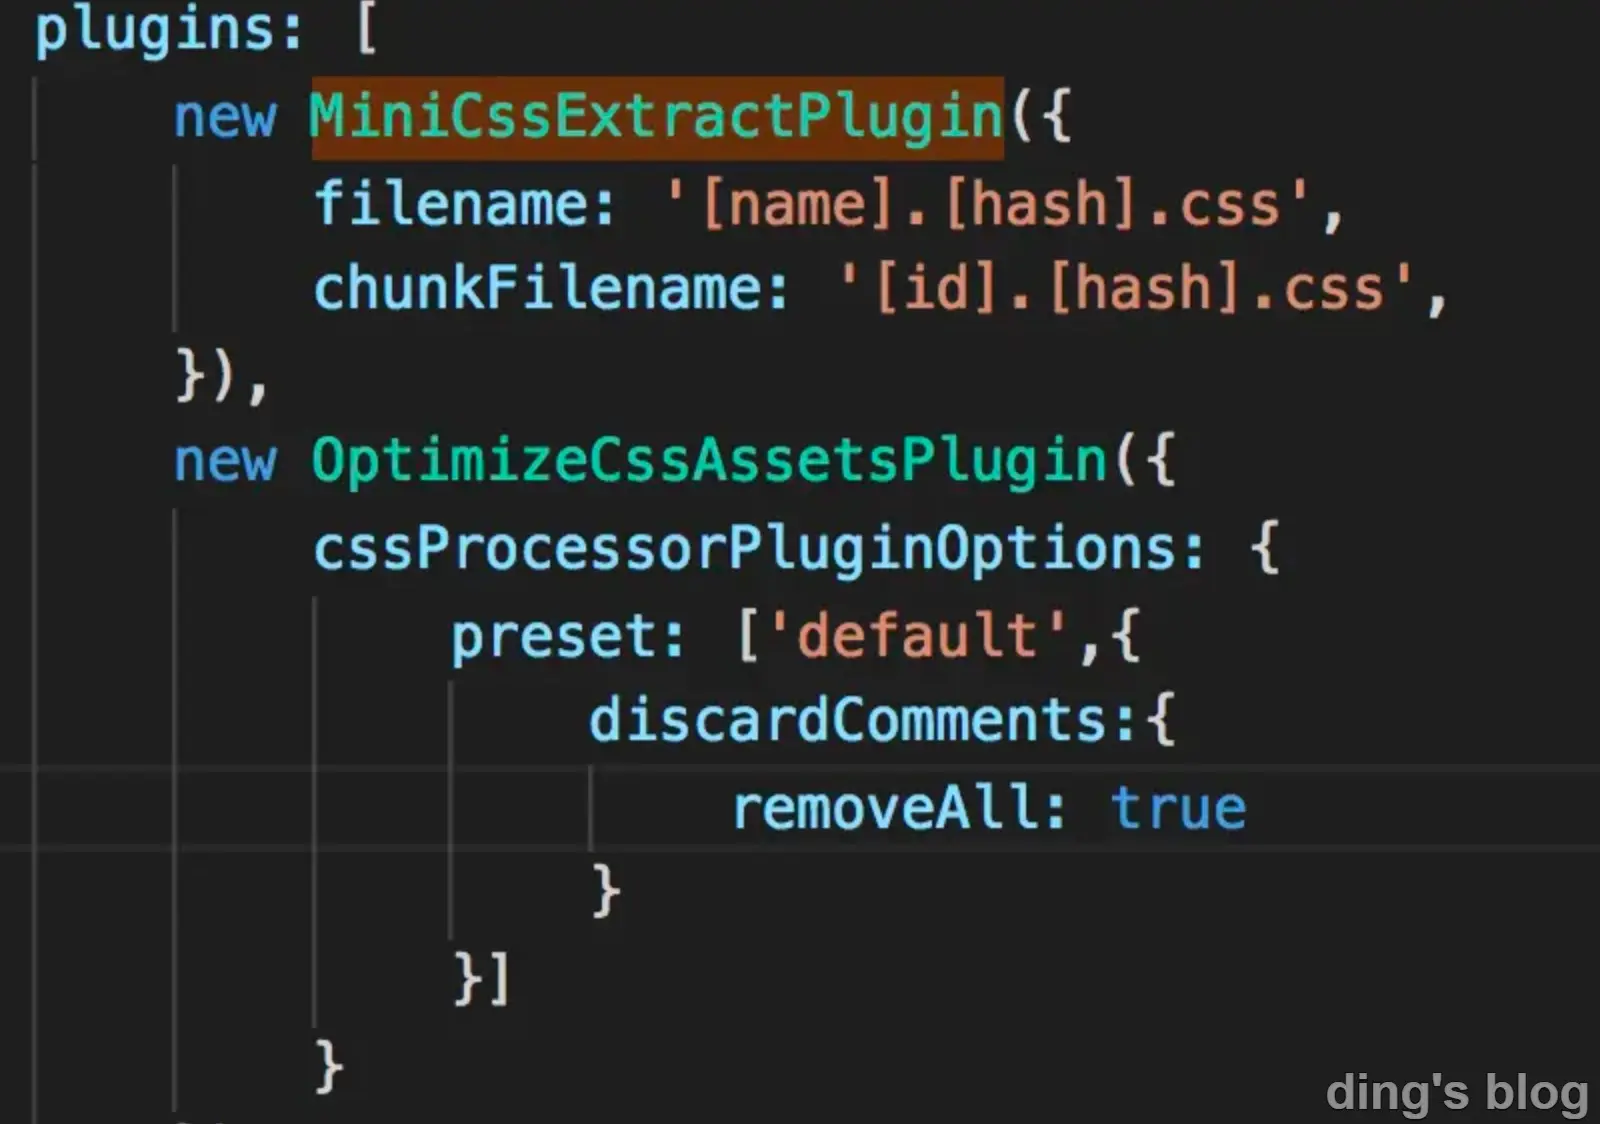 plugins: [
new MiniCssExtractPlugin({
filename: '[name].[hash].css',
chunkFilename: '[id].[hash].css',
}),
new OptimizeCssAssetsPlugin({
cssProcessorPluginOptions: {
preset: ['default',{
discardComments:{
removeAll: true
}
}]
}
ding's blog